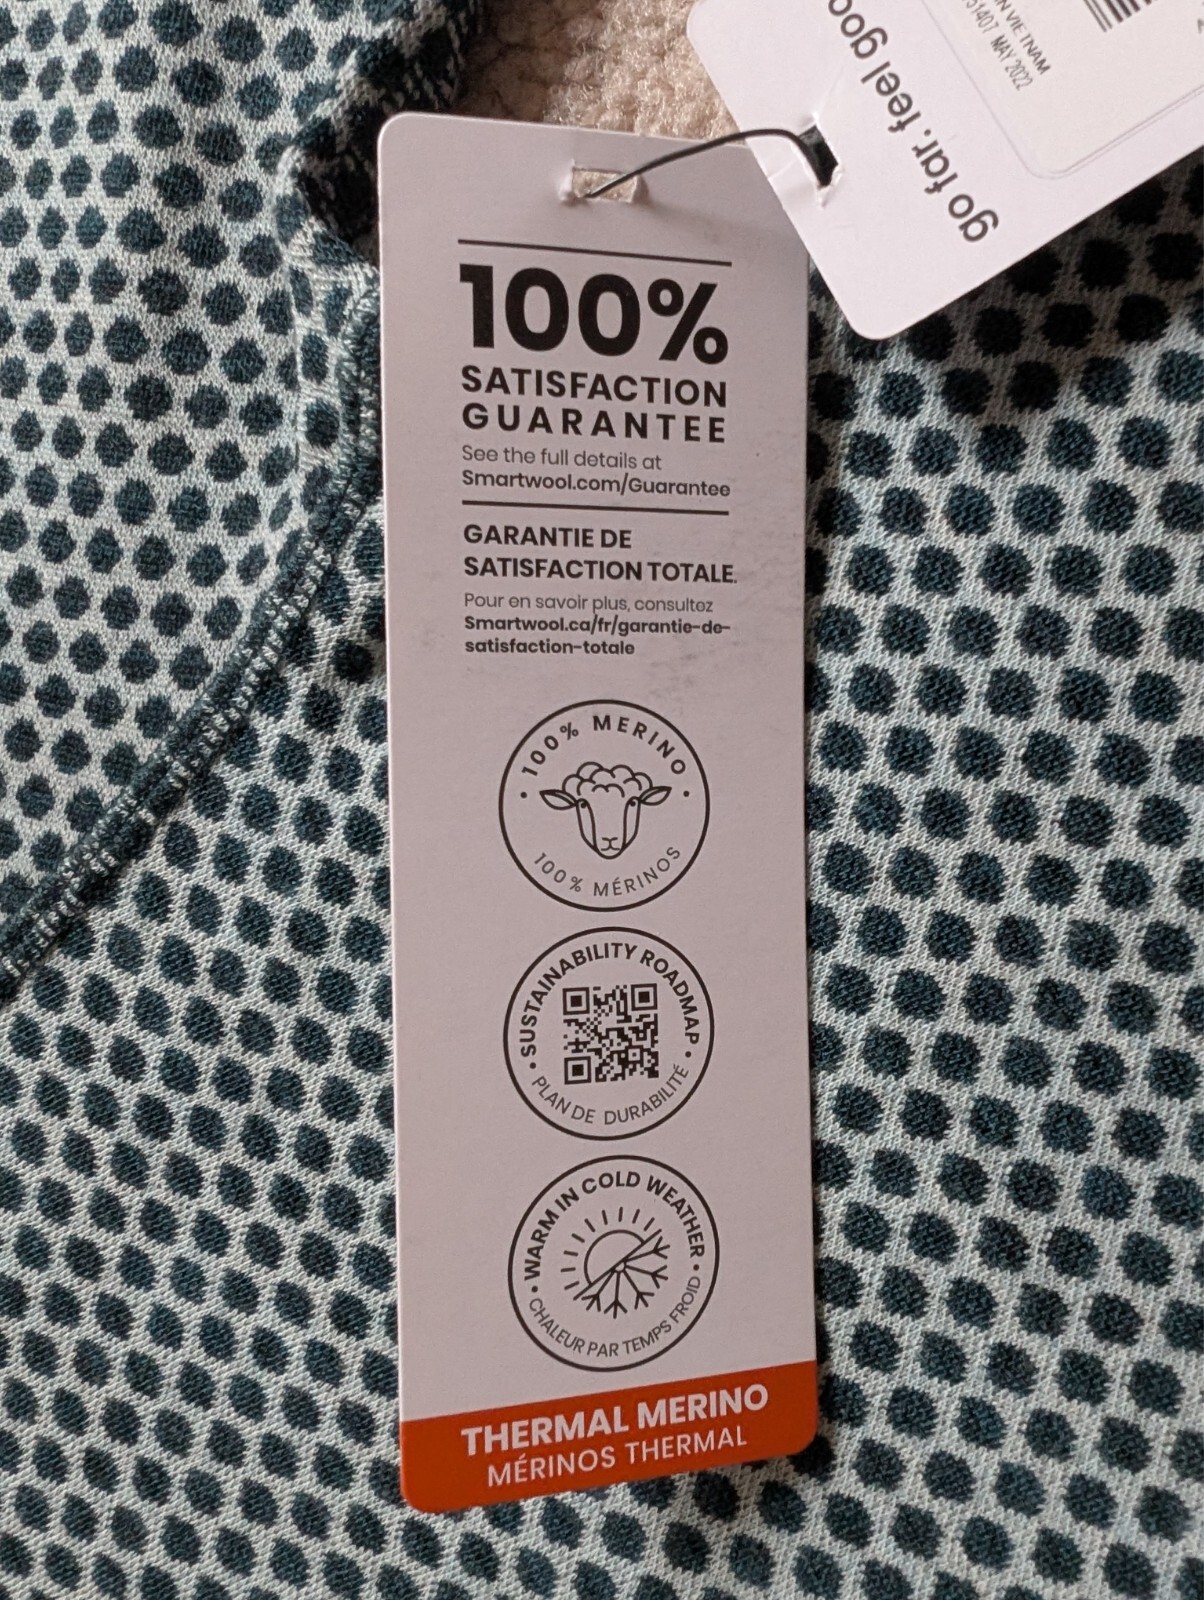 100%
SATISFACTION
GUARANTEE
See the full details at
Smartwool.com/Guarantee
GARANTIE DE
SATISFACTION TOTALE.
Pour en savoir plus, consultez
Smartwool.ca/fr/garantie-de-
satisfaction-totale
• 100% MERINO •
100% MÉRINOS
• SUSTAINABILITY ROADMAP •
PLAN DE DURABILITÉ
• WARM IN COLD WEATHER •
CHALEUR PAR TEMPS FROID
THERMAL MERINO
MÉRINOS THERMAL
go far. feel
VIETNAM
MAY 2022